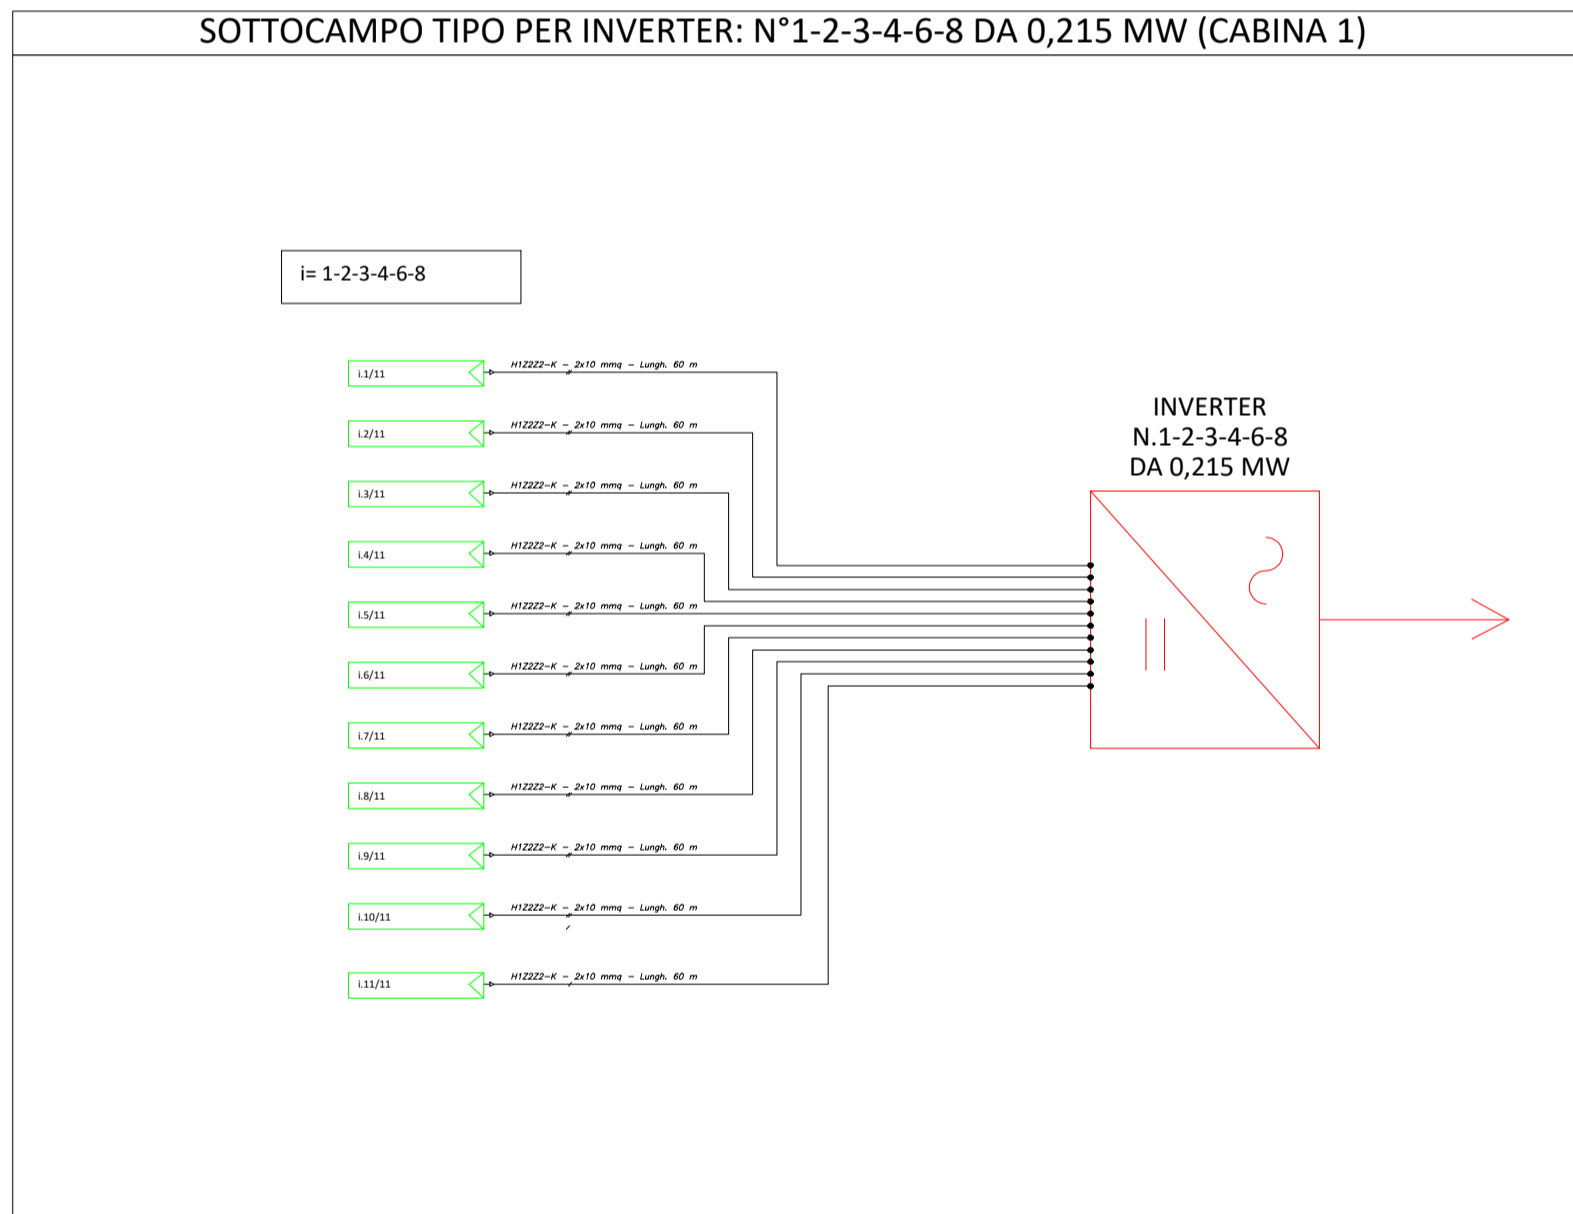 SOTTOCAMPO TIPO PER INVERTER: N°1-2-3-4-6-8 DA 0,215 MW (CABINA 1)
i= 1-2-3-4-6-8
i.1/11
H1Z2Z2-K - 2x10 mmq - Lungh. 60 m
i.2/11
H1Z2Z2-K - 2x10 mmq - Lungh. 60 m
i.3/11
H1Z2Z2-K - 2x10 mmq - Lungh. 60 m
i.4/11
H1Z2Z2-K - 2x10 mmq - Lungh. 60 m
i.5/11
H1Z2Z2-K - 2x10 mmq - Lungh. 60 m
i.6/11
H1Z2Z2-K - 2x10 mmq - Lungh. 60 m
i.7/11
H1Z2Z2-K - 2x10 mmq - Lungh. 60 m
i.8/11
H1Z2Z2-K - 2x10 mmq - Lungh. 60 m
i.9/11
H1Z2Z2-K - 2x10 mmq - Lungh. 60 m
i.10/11
H1Z2Z2-K - 2x10 mmq - Lungh. 60 m
i.11/11
H1Z2Z2-K - 2x10 mmq - Lungh. 60 m
INVERTER
N.1-2-3-4-6-8
DA 0,215 MW